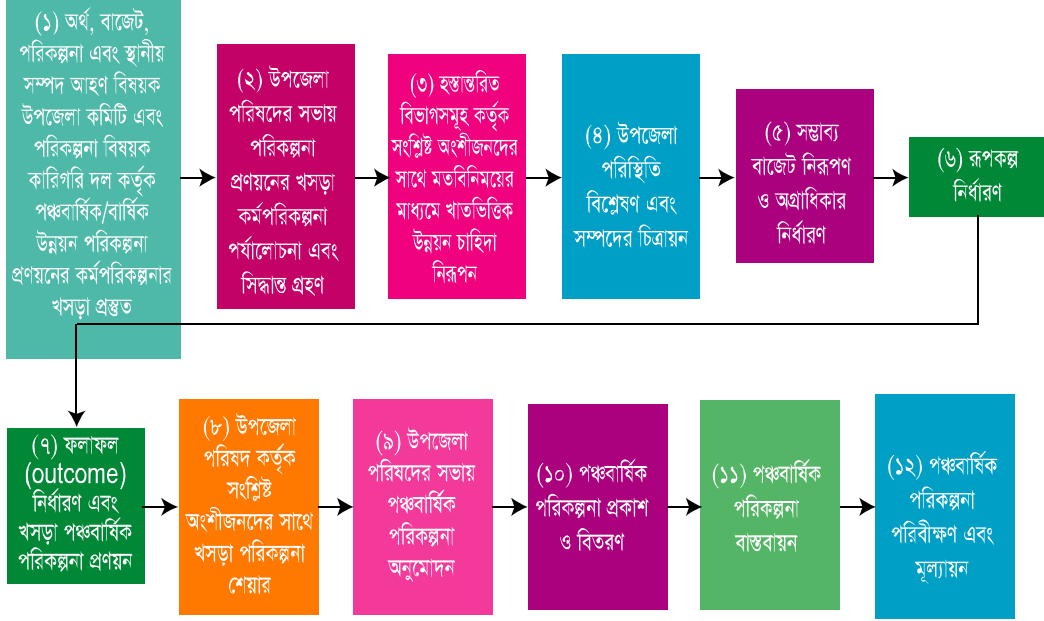 (১) অর্থ, বাজেট,
পরিকল্পনা এবং স্থানীয়
সম্পদ আহণ বিষয়ক
উপজেলা কমিটি এবং
পরিকল্পনা বিষয়ক
কারিগরি দল কর্তৃক
পঞ্চবার্ষিক/বার্ষিক
উন্নয়ন পরিকল্পনা
প্রণয়নের কর্মপরিকল্পনার
খসড়া প্রস্তুত
(২) উপজেলা
পরিষদের সভায়
পরিকল্পনা
প্রণয়নের খসড়া
কর্মপরিকল্পনা
পর্যালোচনা এবং
সিদ্ধান্ত গ্রহণ
(৩) হস্তান্তরিত
বিভাগসমূহ কর্তৃক
সংশ্লিষ্ট অংশীজনদের
সাথে মতবিনিময়ের
মাধ্যমে খাতভিত্তিক
উন্নয়ন চাহিদা
নিরূপন
(৪) উপজেলা
পরিস্থিতি
বিশ্লেষণ এবং
সম্পদের চিত্রায়ন
(৫) সম্ভাব্য
বাজেট নিরূপণ
ও অগ্রাধিকার
নির্ধারণ
(৬) রূপকল্প
নির্ধারণ
(৭) ফলাফল
(outcome)
নির্ধারণ এবং
খসড়া পঞ্চবার্ষিক
পরিকল্পনা প্রণয়ন
(৮) উপজেলা
পরিষদ কর্তৃক
সংশ্লিষ্ট
অংশীজনদের সাথে
খসড়া পরিকল্পনা
শেয়ার
(৯) উপজেলা
পরিষদের সভায়
পঞ্চবার্ষিক
পরিকল্পনা
অনুমোদন
(১০) পঞ্চবার্ষিক
পরিকল্পনা প্রকাশ
ও বিতরণ
(১১) পঞ্চবার্ষিক
পরিকল্পনা
বাস্তবায়ন
(১২) পঞ্চবার্ষিক
পরিকল্পনা
পরিবীক্ষণ এবং
মূল্যায়ন